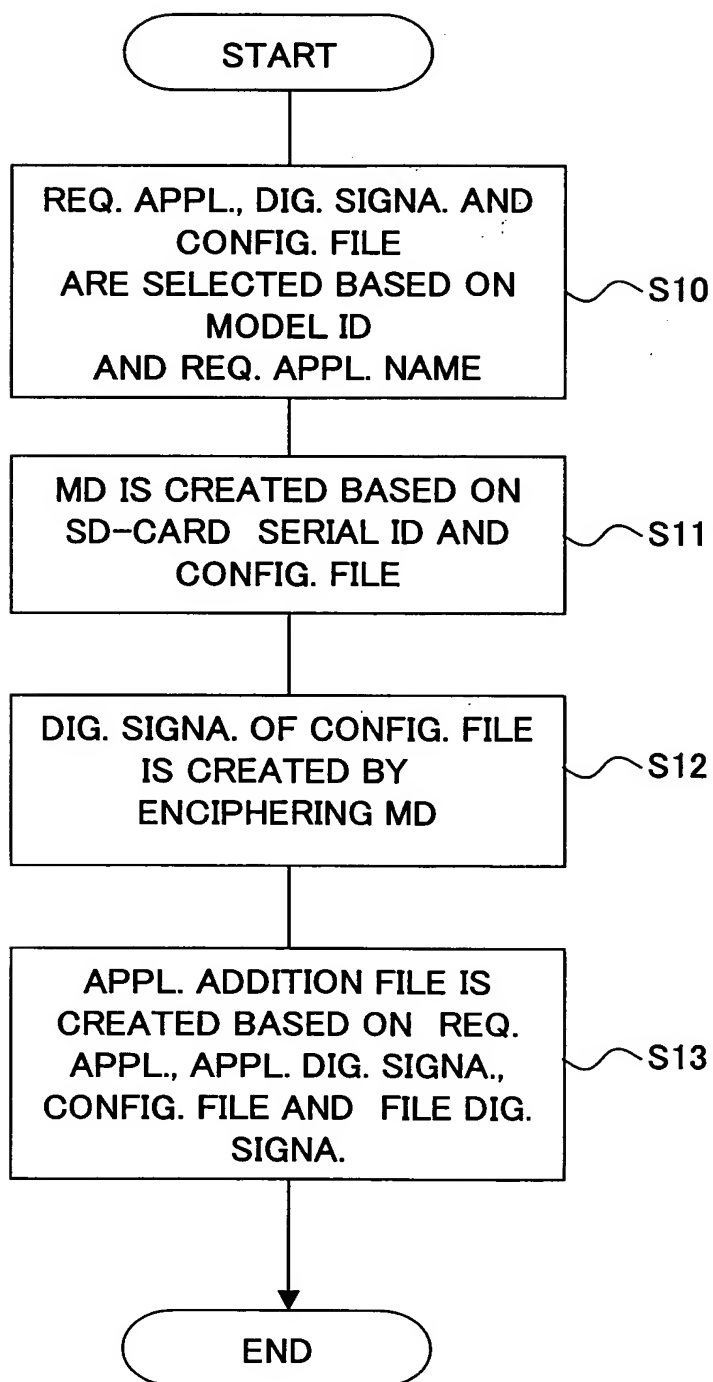 START
REQ. APPL., DIG. SIGNA. AND
CONFIG. FILE
ARE SELECTED BASED ON
MODEL ID
AND REQ. APPL. NAME
S10
MD IS CREATED BASED ON
SD-CARD SERIAL ID AND
CONFIG. FILE
S11
DIG. SIGNA. OF CONFIG. FILE
IS CREATED BY
ENCIPHERING MD
S12
APPL. ADDITION FILE IS
CREATED BASED ON REQ.
APPL., APPL. DIG. SIGNA.,
CONFIG. FILE AND FILE DIG.
SIGNA.
S13
END